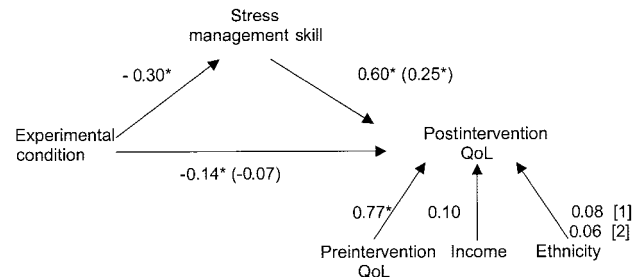 Stress
management skill
- 0.30*
0.60* (0.25*)
Experimental
condition
Postintervention
QoL
-0.14* (-0.07)
0.77*
0.10
0.08 [1]
0.06 [2]
Preintervention
QoL
Income
Ethnicity